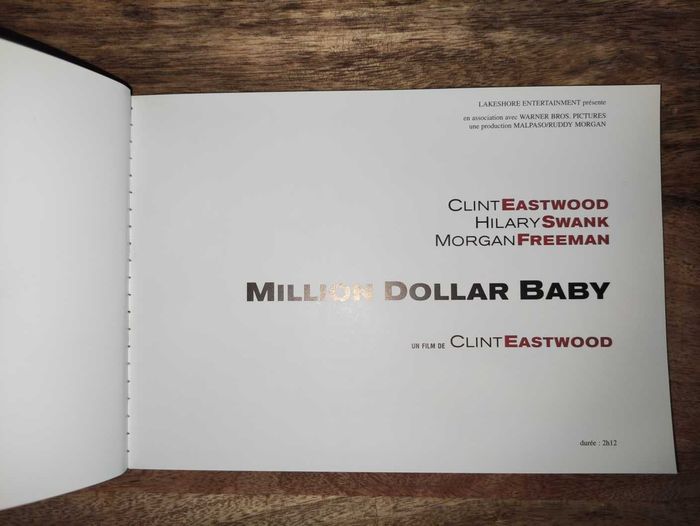 LAKESHORE ENTERTAINMENT présente
en association avec WARNER BROS. PICTURES
une production MALPASO/RUDDY MORGAN
CLINT EASTWOOD
HILARY SWANK
MORGAN FREEMAN
MILLION DOLLAR BABY
UN FILM DE CLINT EASTWOOD
durée : 2h12